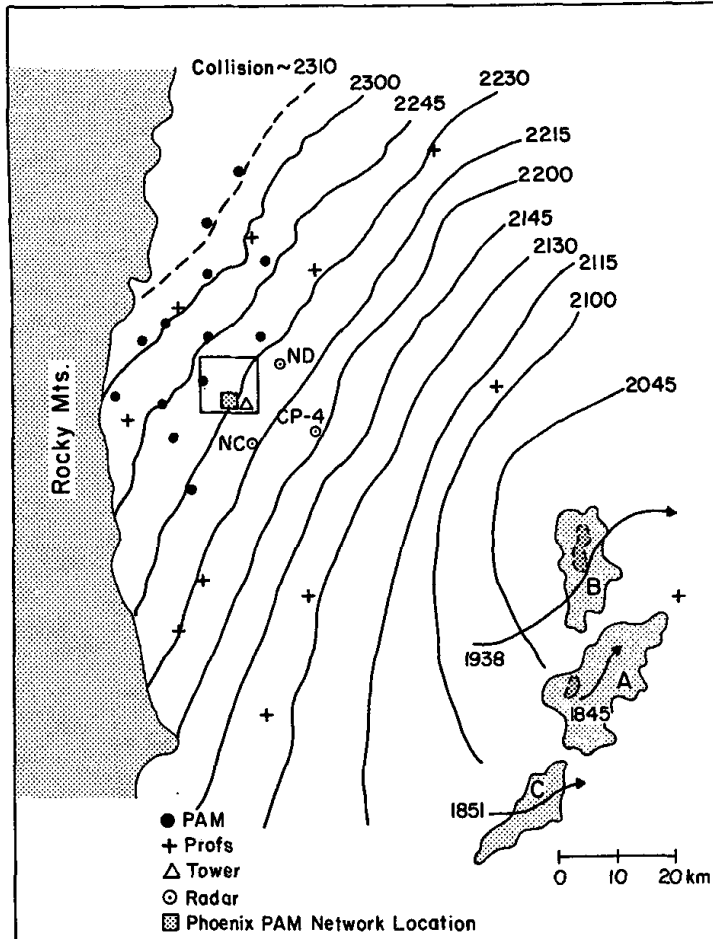 Collision ~ 2310
2300
2245
2230
2215
2200
2145
2130
2115
2100
2045
Rocky Mts.
ND
CP-4
NC
B
1938
A
1845
C
1851
PAM
Profs
Tower
Radar
Phoenix PAM Network Location
0 10 20 km